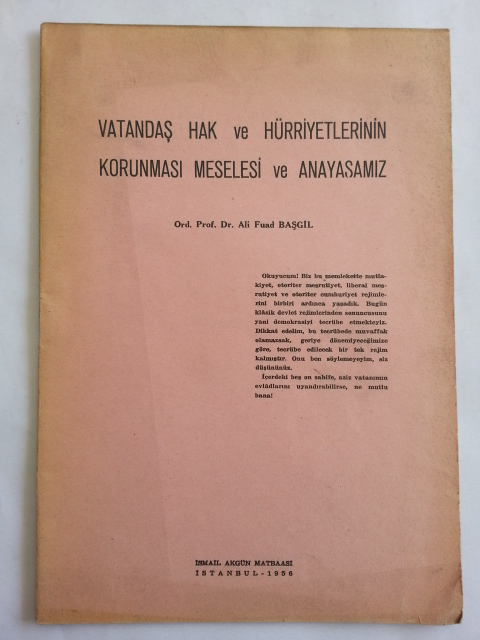 VATANDAŞ HAK ve HÜRRİYETLERİNİN
KORUNMASI MESELESİ ve ANAYASAMIZ
Ord. Prof. Dr. Ali Fuad BAŞGİL
Okuyucum! Biz bu memlekette mutla-
kiyet, otoriter meşrutiyet, liberal meş-
rutiyet ve otoriter cumhuriyet rejimle-
rini birbiri ardınca yaşadık. Bugün
klâsik devlet rejimlerinden sonuncusunu
yani demokrasiyi tecrübe etmekteyiz.
Dikkat edelim, bu tecrübede muvaffak
olamazsak, geriye dönemiyeceğimize
göre, tecrübe edilecek bir tek rejim
kalmıştır. Onu ben söylemeyeyim, siz
düşününüz.
İçerdeki beş on sahife, aziz vatanımın
evlâdlarını uyandırabilirse, ne mutlu
bana!
İSMAİL AKGÜN MATBAASI
İSTANBUL - 1956